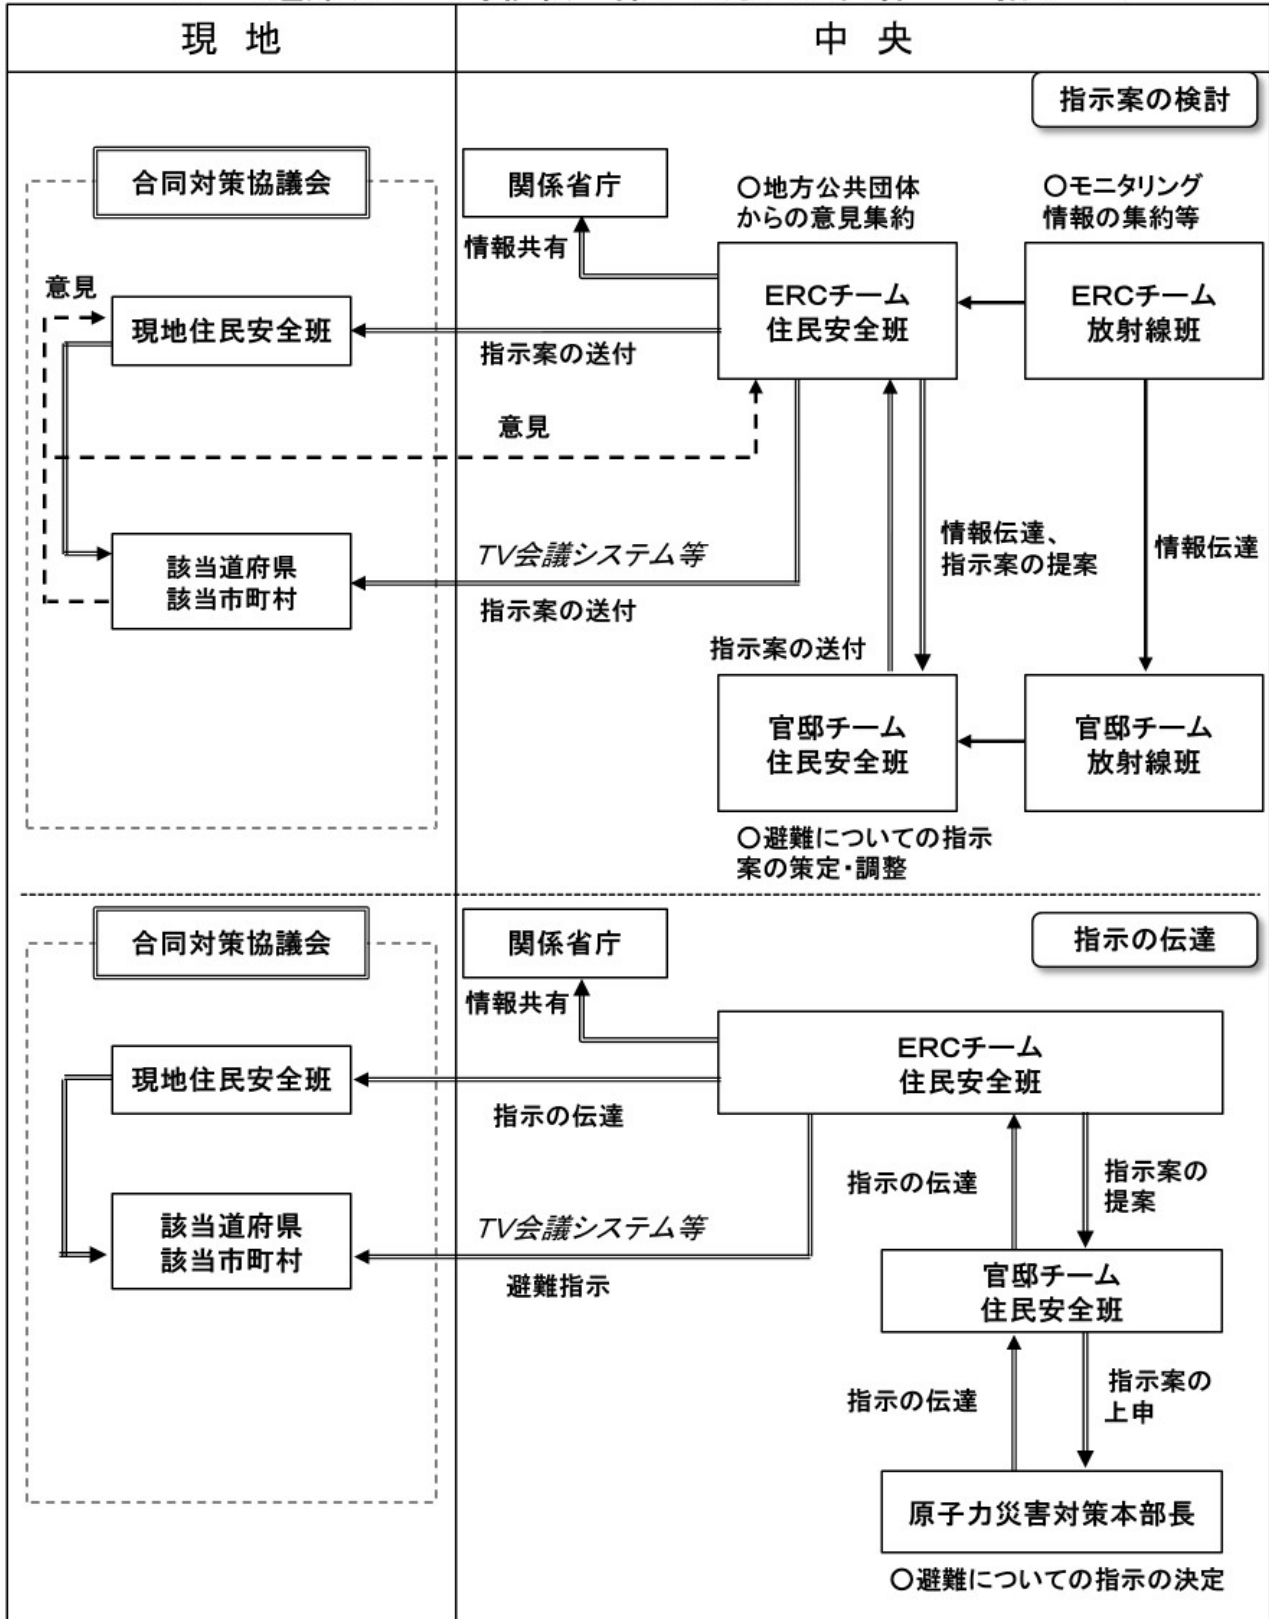 現 地
中 央
指示案の検討
合同対策協議会
関係省庁
○地方公共団体
からの意見集約
○モニタリング
情報の集約等
情報共有
ERCチーム
住民安全班
ERCチーム
放射線班
意見
現地住民安全班
指示案の送付
意見
該当道府県
該当市町村
TV会議システム等
指示案の送付
情報伝達、
指示案の提案
情報伝達
指示案の送付
官邸チーム
住民安全班
官邸チーム
放射線班
○避難についての指示
案の策定・調整
合同対策協議会
関係省庁
指示の伝達
情報共有
ERCチーム
住民安全班
現地住民安全班
指示の伝達
指示の伝達
指示案の
提案
該当道府県
該当市町村
TV会議システム等
避難指示
官邸チーム
住民安全班
指示の伝達
指示案の
上申
原子力災害対策本部長
○避難についての指示の決定